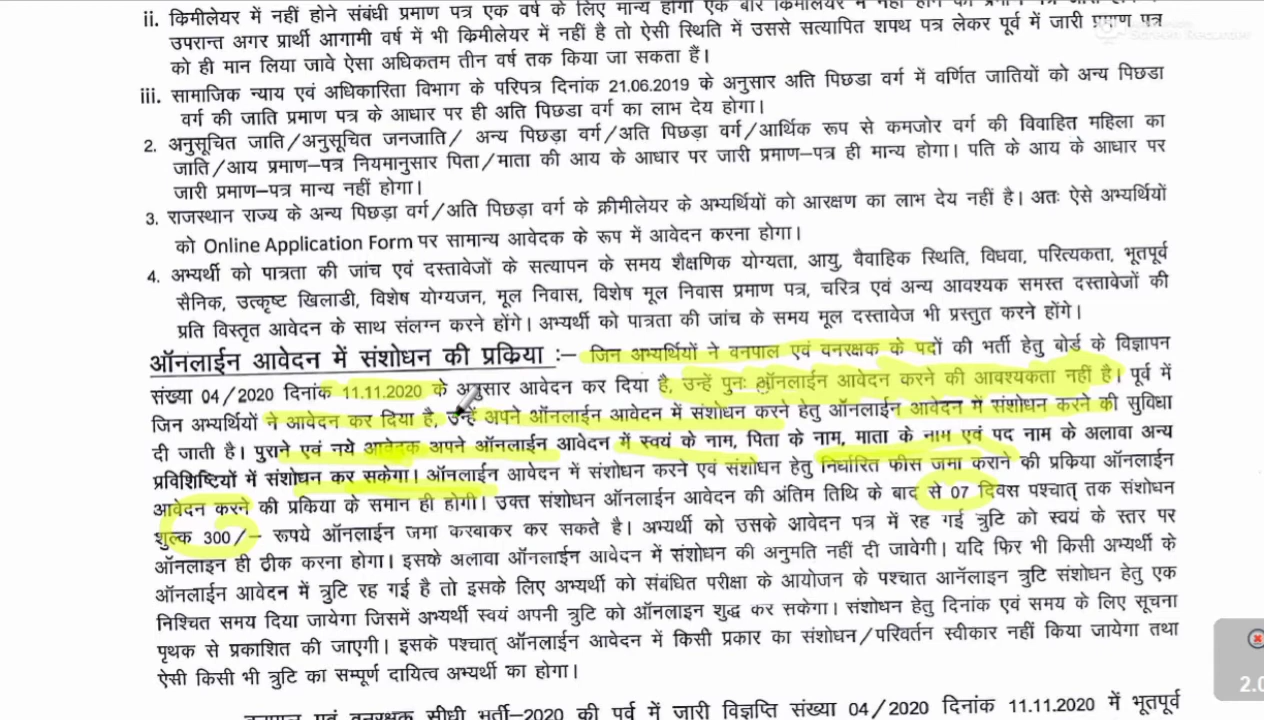 ii. किमीलेयर में नहीं होने संबंधी प्रमाण पत्र एक वर्ष के लिए मान्य होगा एक बार
उपरान्त अगर प्रार्थी आगामी वर्ष में भी किमीलेयर में नहीं है तो ऐसी स्थिति में उससे सत्यापित शपथ पत्र लेकर पूर्व में जारी प्रमाण पत्र
को ही मान लिया जावे ऐसा अधिकतम तीन वर्ष तक किया जा सकता हैं।
iii. सामाजिक न्याय एवं अधिकारिता विभाग के परिपत्र दिनांक 21.06.2019 के अनुसार अति पिछडा वर्ग में वर्णित जातियों को अन्य पिछडा
वर्ग की जाति प्रमाण पत्र के आधार पर ही अति पिछडा वर्ग का लाभ देय होगा।
2. अनुसूचित जाति/अनुसूचित जनजाति/ अन्य पिछड़ा वर्ग/अति पिछड़ा वर्ग/आर्थिक रूप से कमजोर वर्ग की विवाहित महिला का
जाति/आय प्रमाण–पत्र नियमानुसार पिता/माता की आय के आधार पर जारी प्रमाण–पत्र ही मान्य होगा। पति के आय के आधार पर
जारी प्रमाण–पत्र मान्य नहीं होगा।
3. राजस्थान राज्य के अन्य पिछड़ा वर्ग/अति पिछड़ा वर्ग के क्रीमीलेयर के अभ्यर्थियों को आरक्षण का लाभ देय नहीं है। अतः ऐसे अभ्यर्थियों
को Online Application Form पर सामान्य आवेदक के रूप में आवेदन करना होगा।
4. अभ्यर्थी को पात्रता की जांच एवं दस्तावेजों के सत्यापन के समय शैक्षणिक योग्यता, आयु, वैवाहिक स्थिति, विधवा, परित्यकता, भूतपूर्व
सैनिक, उत्कृष्ट खिलाडी, विशेष योग्यजन, मूल निवास, विशेष मूल निवास प्रमाण पत्र, चरित्र एवं अन्य आवश्यक समस्त दस्तावेजों की
प्रति विस्तृत आवेदन के साथ संलग्न करने होंगे। अभ्यर्थी को पात्रता की जांच के समय मूल दस्तावेज भी प्रस्तुत करने होंगे।
ऑनलाईन आवेदन में संशोधन की प्रकिया :– जिन अभ्यर्थियों ने वनपाल एवं वनरक्षक के पदों की भर्ती हेतु बोर्ड के विज्ञापन
संख्या 04/2020 दिनांक 11.11.2020 के अनुसार आवेदन कर दिया है, उन्हें पुनः ऑनलाईन आवेदन करने की आवश्यकता नहीं है। पूर्व में
जिन अभ्यर्थियों ने आवेदन कर दिया है, उन्हें अपने ऑनलाईन आवेदन में संशोधन करने हेतु ऑनलाईन आवेदन में संशोधन करने की सुविधा
दी जाती है। पुराने एवं नये आवेदक अपने ऑनलाईन आवेदन में स्वयं के नाम, पिता के नाम, माता के नाम एवं पद नाम के अलावा अन्य
प्रविशिष्टियों में संशोधन कर सकेगा। ऑनलाईन आवेदन में संशोधन करने एवं संशोधन हेतु निर्धारित फीस जमा कराने की प्रकिया ऑनलाईन
आवेदन करने की प्रकिया के समान ही होगी। उक्त संशोधन ऑनलाईन आवेदन की अंतिम तिथि के बाद से 07 दिवस पश्चात् तक संशोधन
शुल्क 300/– रूपये ऑनलाईन जमा करवाकर कर सकते है। अभ्यर्थी को उसके आवेदन पत्र में रह गई त्रुटि को स्वयं के स्तर पर
ऑनलाइन ही ठीक करना होगा। इसके अलावा ऑनलाईन आवेदन में संशोधन की अनुमति नहीं दी जावेगी। यदि फिर भी किसी अभ्यर्थी के
ऑनलाईन आवेदन में त्रुटि रह गई है तो इसके लिए अभ्यर्थी को संबंधित परीक्षा के आयोजन के पश्चात आनॅलाइन त्रुटि संशोधन हेतु एक
निश्चित समय दिया जायेगा जिसमें अभ्यर्थी स्वयं अपनी त्रुटि को ऑनलाइन शुद्ध कर सकेगा। संशोधन हेतु दिनांक एवं समय के लिए सूचना
पृथक से प्रकाशित की जाएगी। इसके पश्चात् ऑनलाईन आवेदन में किसी प्रकार का संशोधन/परिवर्तन स्वीकार नहीं किया जायेगा तथा
ऐसी किसी भी त्रुटि का सम्पूर्ण दायित्व अभ्यर्थी का होगा।
वनपाल एवं वनरक्षक सीधी भर्ती–2020 की पूर्व में जारी विज्ञप्ति संख्या 04/2020 दिनांक 11.11.2020 में भूतपूर्व